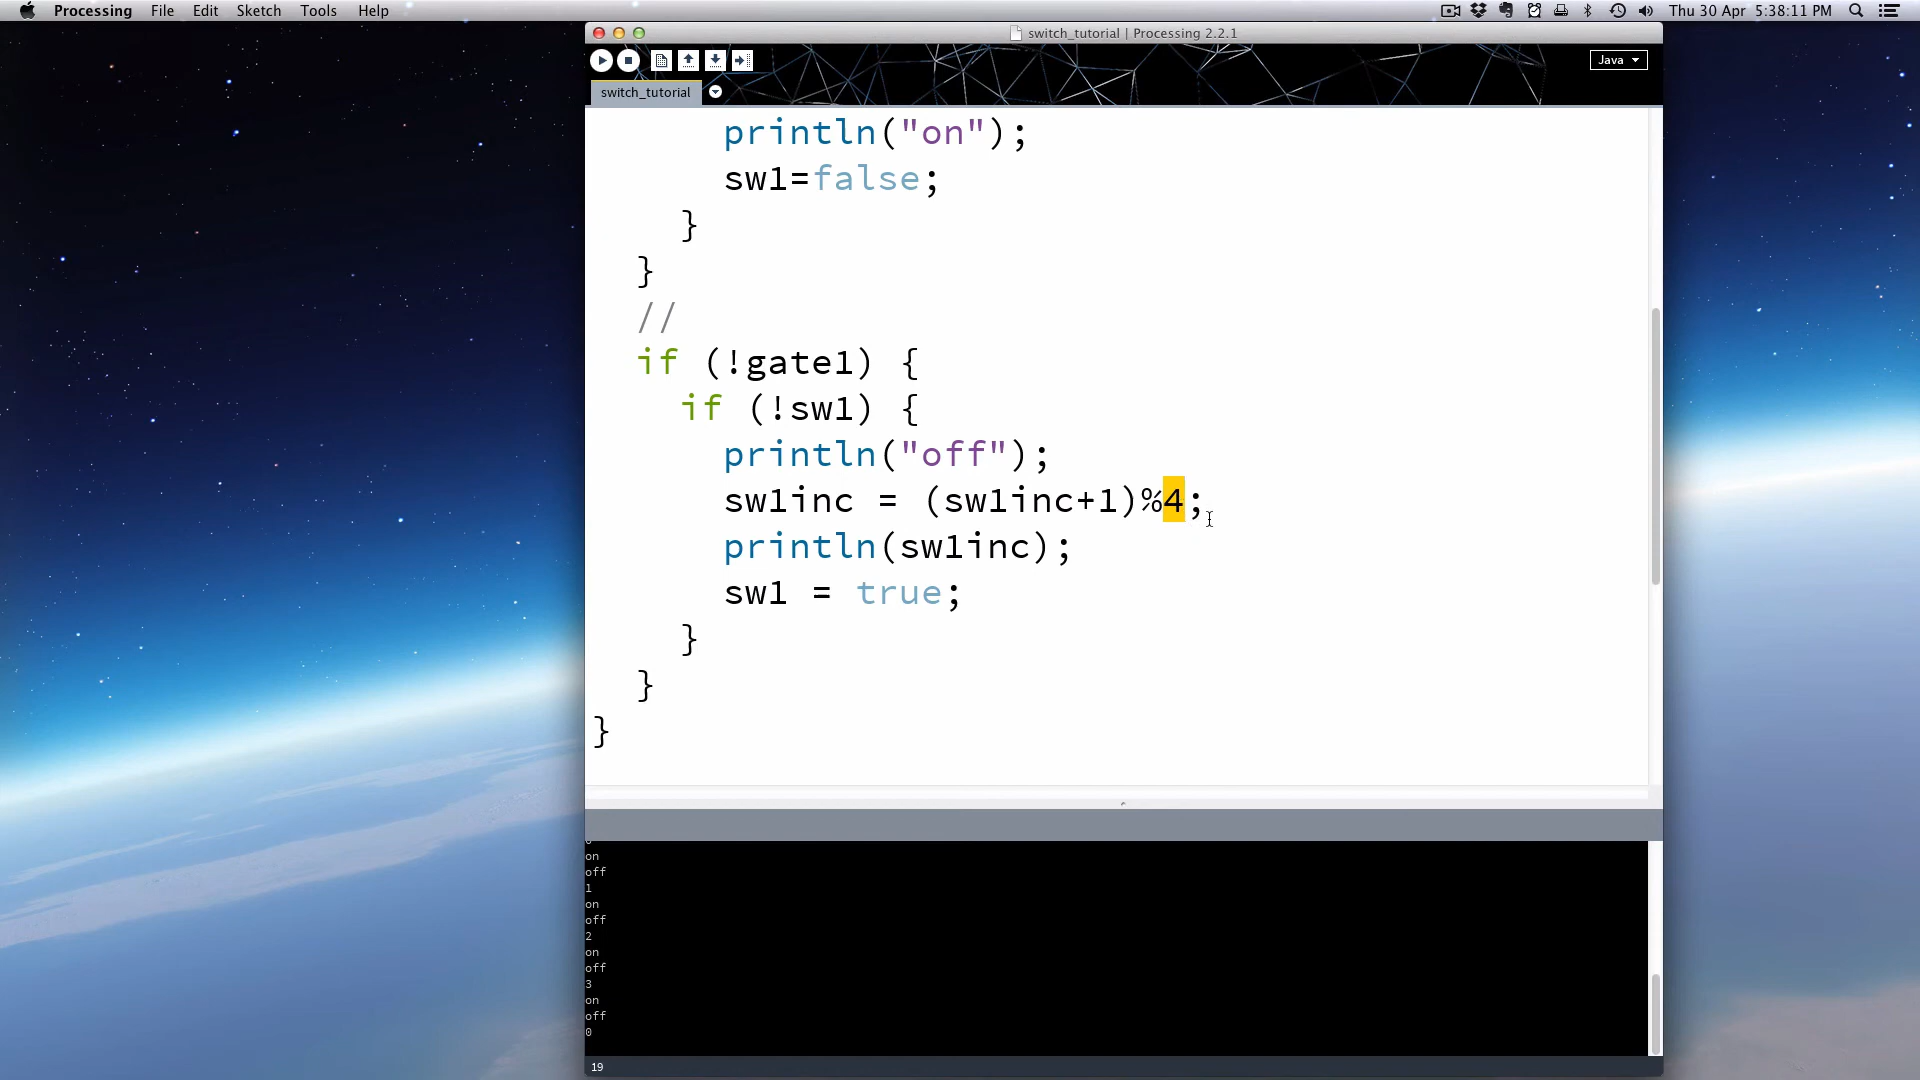 Processing File Edit Sketch Tools Help Thu 30 Apr 5:38:11 PM
switch_tutorial | Processing 2.2.1
Java
switch_tutorial
println("on");
sw1=false;
}
}
//
if (!gate1) {
if (!sw1) {
println("off");
sw1inc = (sw1inc+1)%4;
println(sw1inc);
sw1 = true;
}
}
}
on
off
1
on
off
2
on
off
3
on
off
0
19